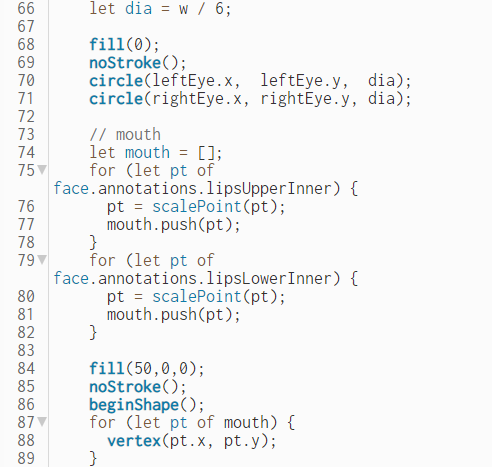 66 let dia = w / 6;
67
68 fill(0);
69 noStroke();
70 circle(leftEye.x,  leftEye.y,  dia);
71 circle(rightEye.x, rightEye.y, dia);
72
73 // mouth
74 let mouth = [];
75 for (let pt of
face.annotations.lipsUpperInner) {
76 pt = scalePoint(pt);
77 mouth.push(pt);
78 }
79 for (let pt of
face.annotations.lipsLowerInner) {
80 pt = scalePoint(pt);
81 mouth.push(pt);
82 }
83
84 fill(50,0,0);
85 noStroke();
86 beginShape();
87 for (let pt of mouth) {
88 vertex(pt.x, pt.y);
89 }